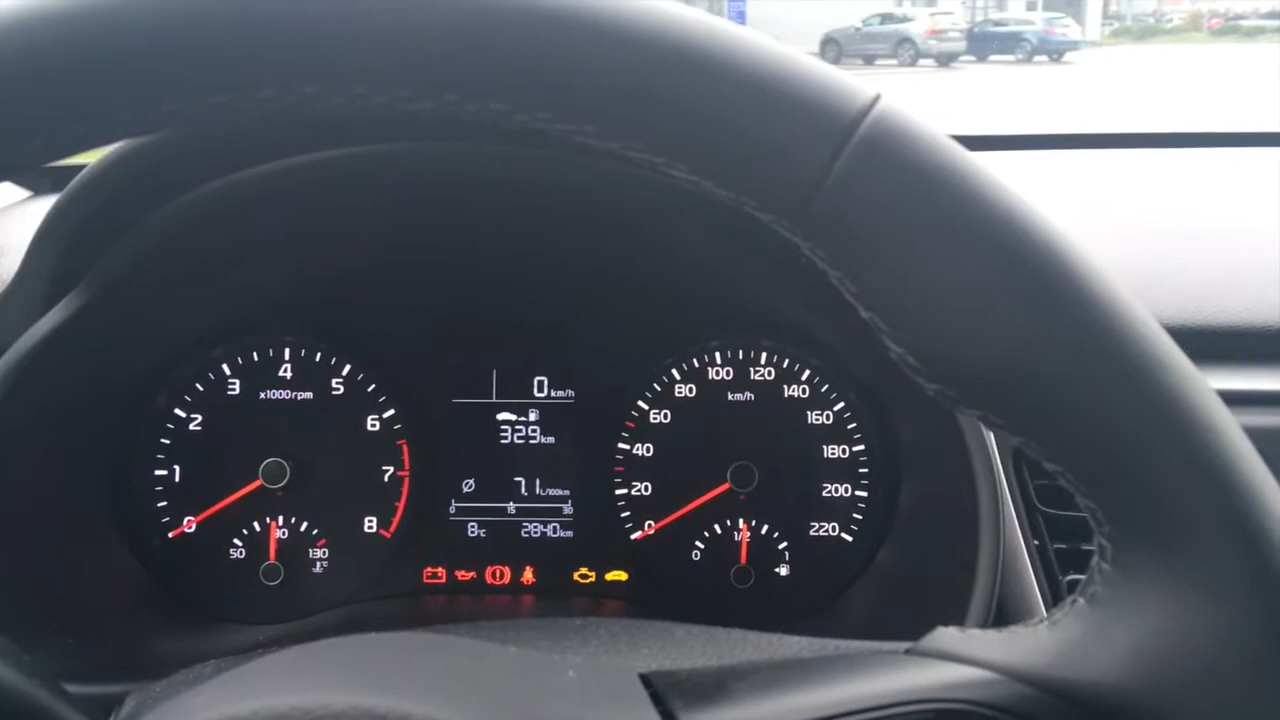 0 1 2 3 4 5 6 7 8
x1000rpm
50 90 130
°C
0 km/h
329 km
Ø 7.1 L/100km
0 15 30
8°C 2840 km
0 20 40 60 80 100 120 140 160 180 200 220
km/h
0 1/2 1